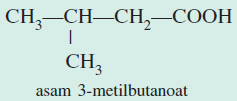 CH₃—CH—CH₂—COOH
|
CH₃
asam 3-metilbutanoat